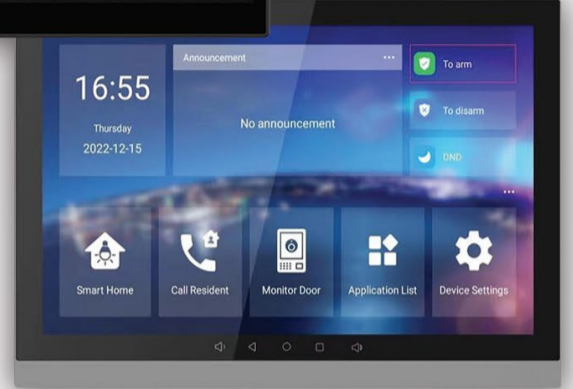 16:55
Thursday
2022-12-15
Announcement
No announcement
To arm
To disarm
DND
Smart Home
Call Resident
Monitor Door
Application List
Device Settings